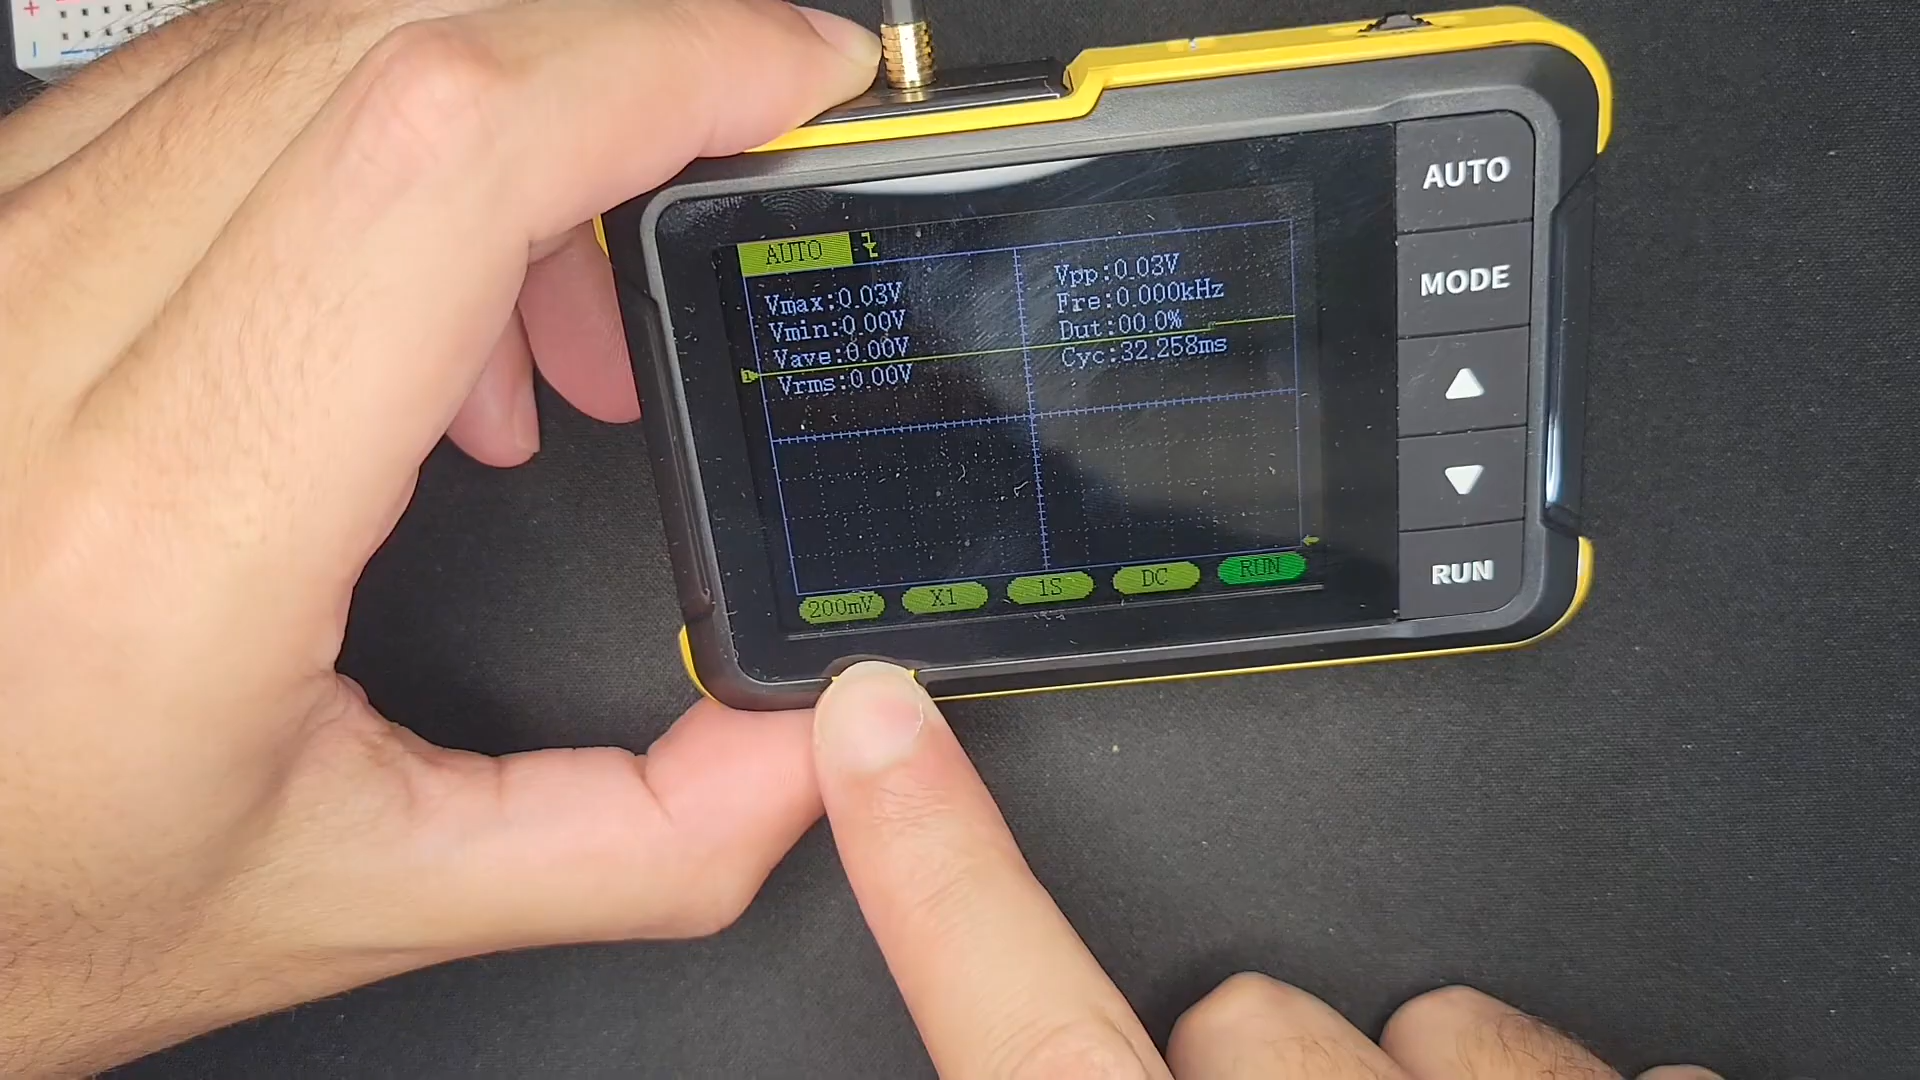 AUTO
Vmax:0.03V
Vmin:0.00V
Vave:0.00V
Vrms:0.00V
Vpp:0.03V
Fre:0.000kHz
Dut:00.0%
Cyc:32.258ms
200mV
X1
1S
DC
RUN
AUTO
MODE
RUN